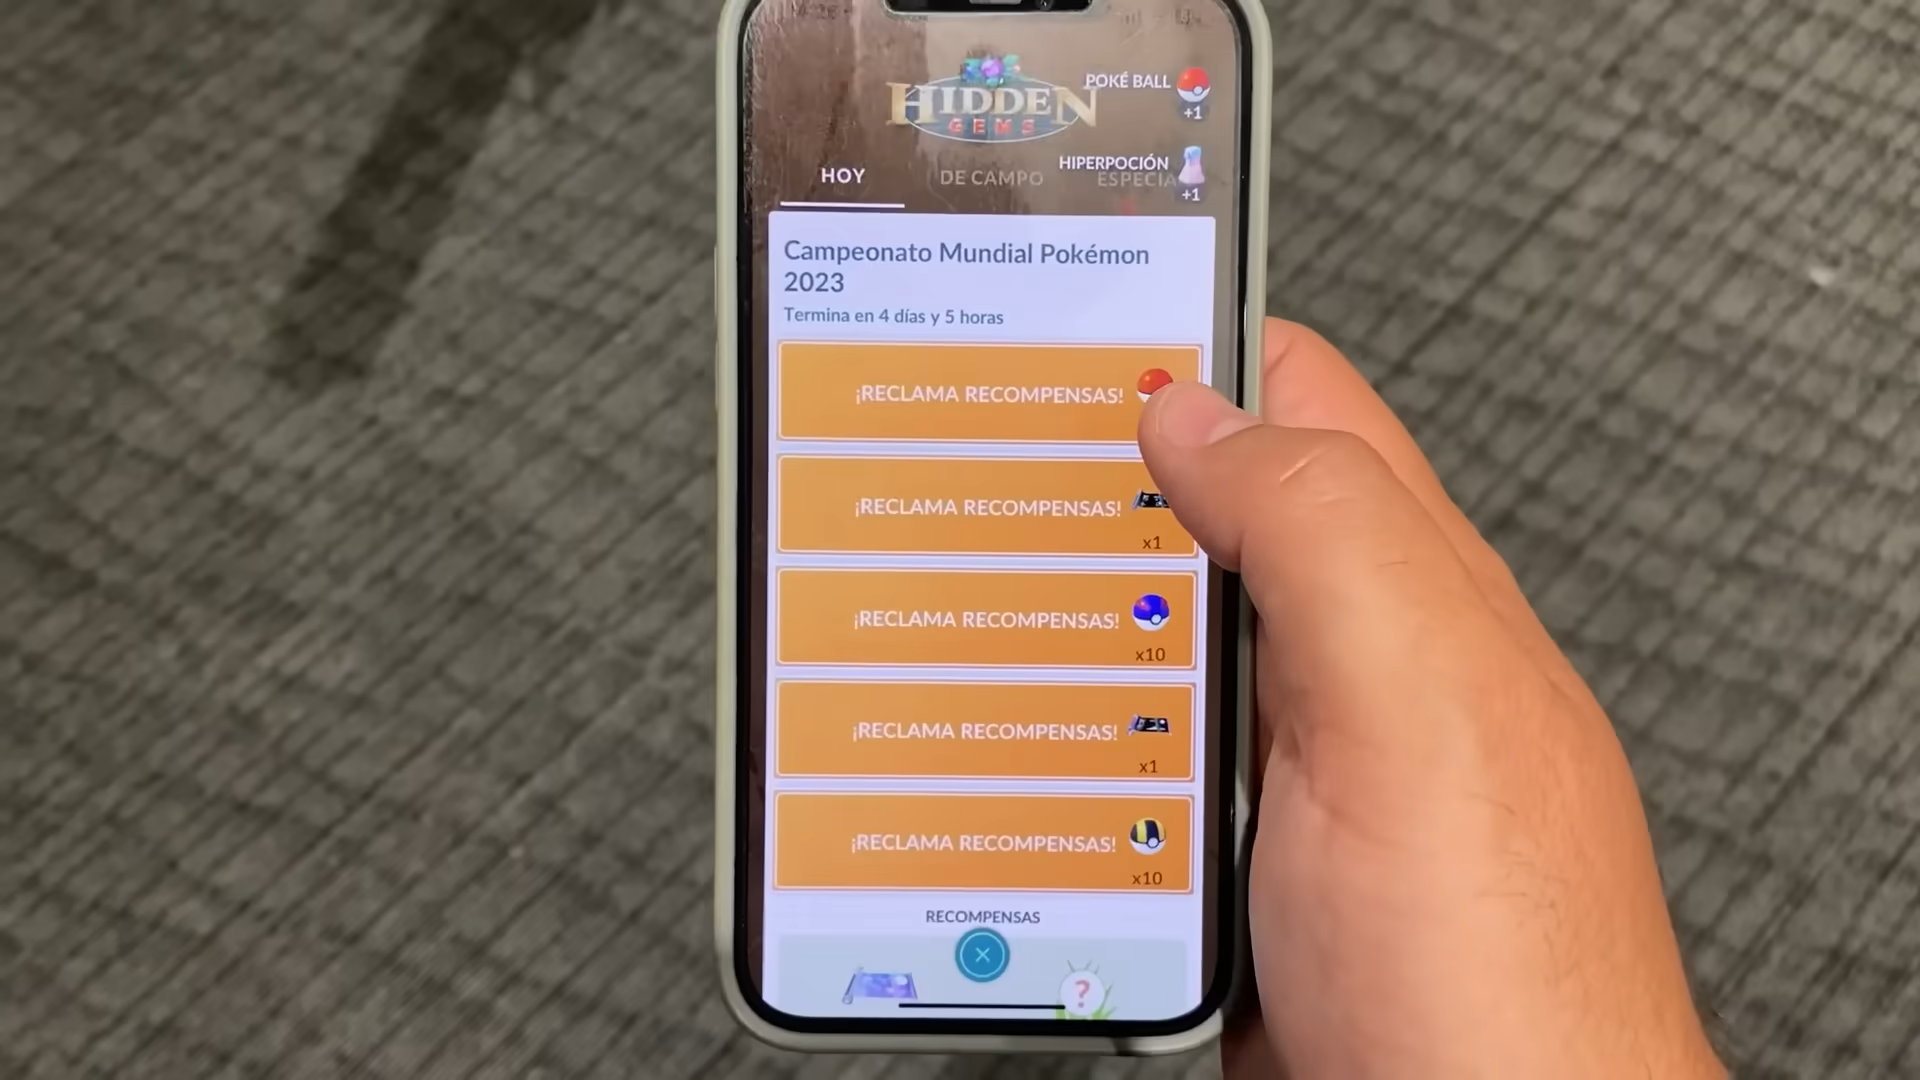 HIDDEN
GEMS
POKÉ BALL
+1
HIPERPOCIÓN
+1
HOY
DE CAMPO
ESPECIA
Campeonato Mundial Pokémon
2023
Termina en 4 días y 5 horas
¡RECLAMA RECOMPENSAS!
¡RECLAMA RECOMPENSAS!
x1
¡RECLAMA RECOMPENSAS!
x10
¡RECLAMA RECOMPENSAS!
x1
¡RECLAMA RECOMPENSAS!
x10
RECOMPENSAS
?